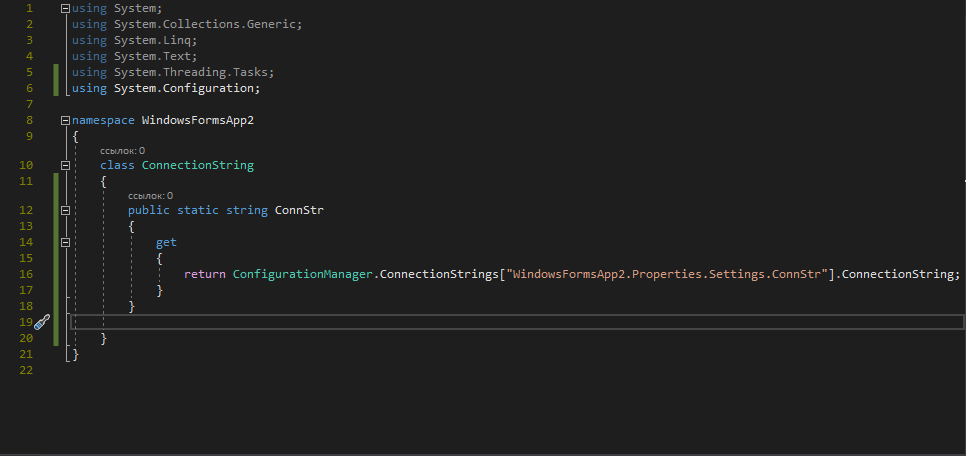 1 using System;
2 using System.Collections.Generic;
3 using System.Linq;
4 using System.Text;
5 using System.Threading.Tasks;
6 using System.Configuration;
7
8 namespace WindowsFormsApp2
9 {
ссылок: 0
10 class ConnectionString
11 {
ссылок: 0
12 public static string ConnStr
13 {
14 get
15 {
16 return ConfigurationManager.ConnectionStrings["WindowsFormsApp2.Properties.Settings.ConnStr"].ConnectionString;
17 }
18 }
19
20 }
21 }
22